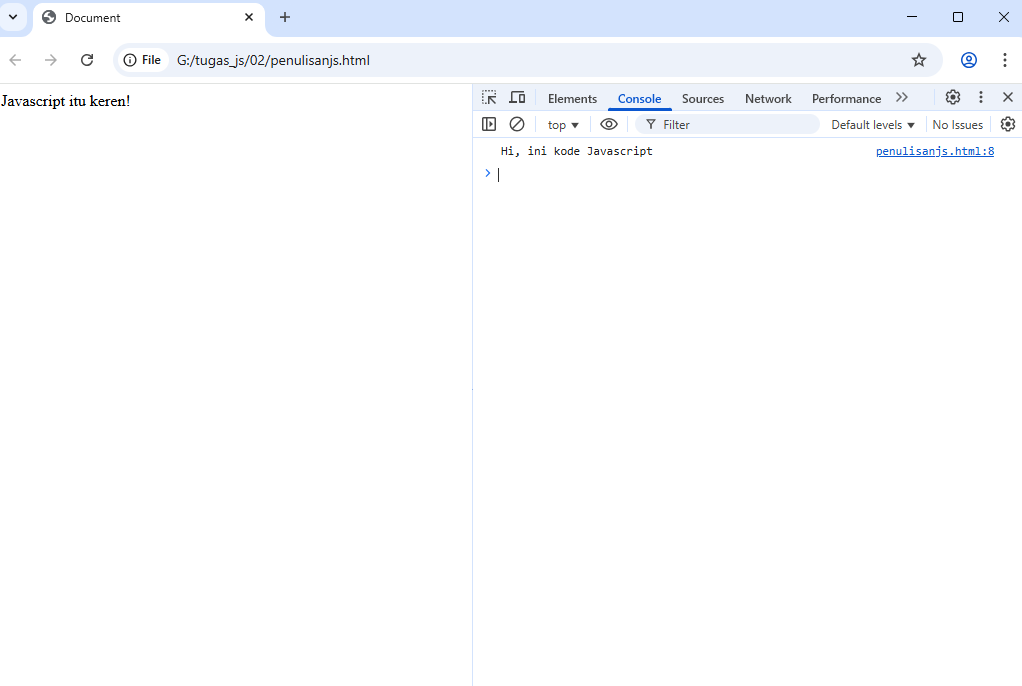 Document
File G:/tugas_js/02/penulisanjs.html
Javascript itu keren!
Elements Console Sources Network Performance
top Filter Default levels No Issues
Hi, ini kode Javascript penulisanjs.html:8